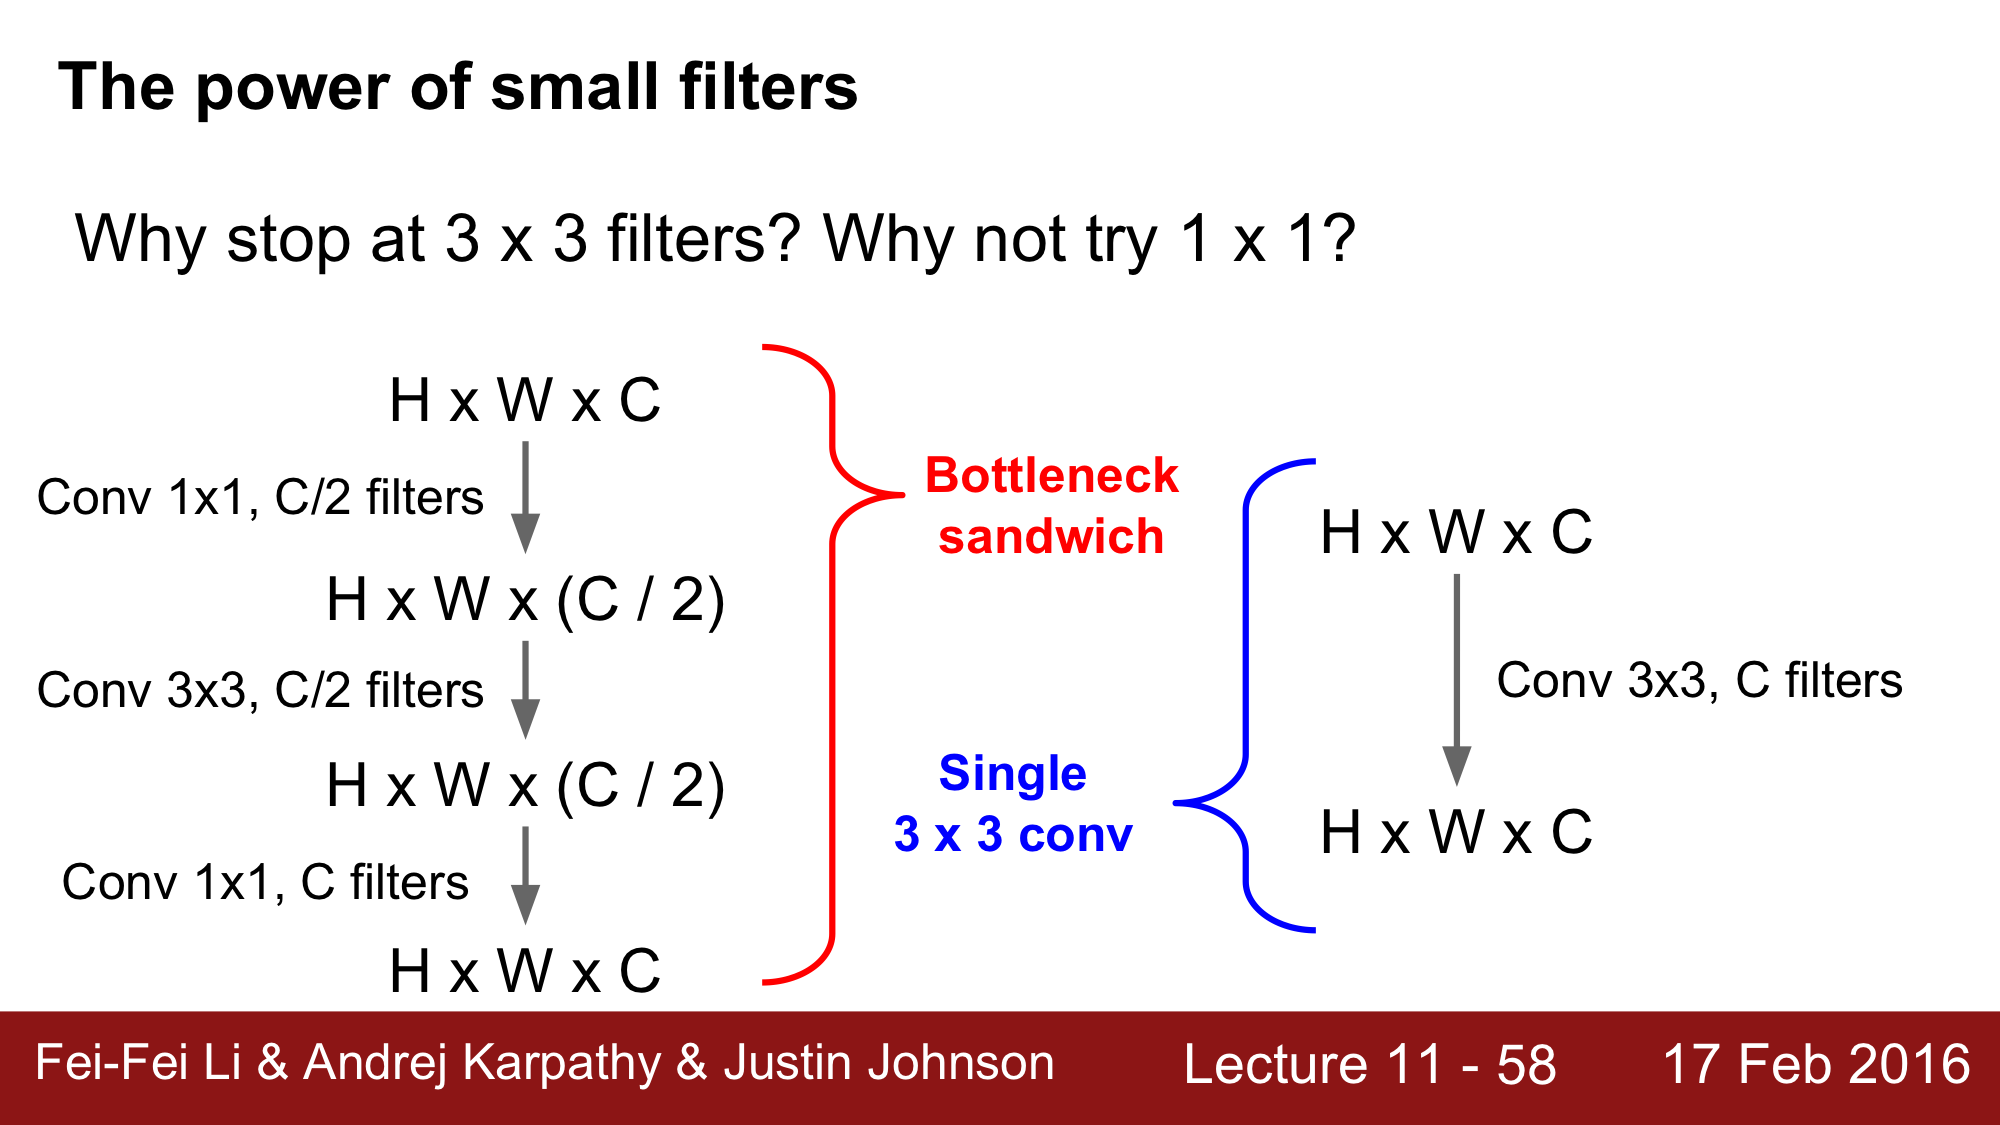 The power of small filters
Why stop at 3 x 3 filters? Why not try 1 x 1?
H x W x C
Conv 1x1, C/2 filters
H x W x (C / 2)
Conv 3x3, C/2 filters
H x W x (C / 2)
Conv 1x1, C filters
H x W x C
Bottleneck
sandwich
Single
3 x 3 conv
H x W x C
Conv 3x3, C filters
H x W x C
Fei-Fei Li & Andrej Karpathy & Justin Johnson
Lecture 11 - 58
17 Feb 2016